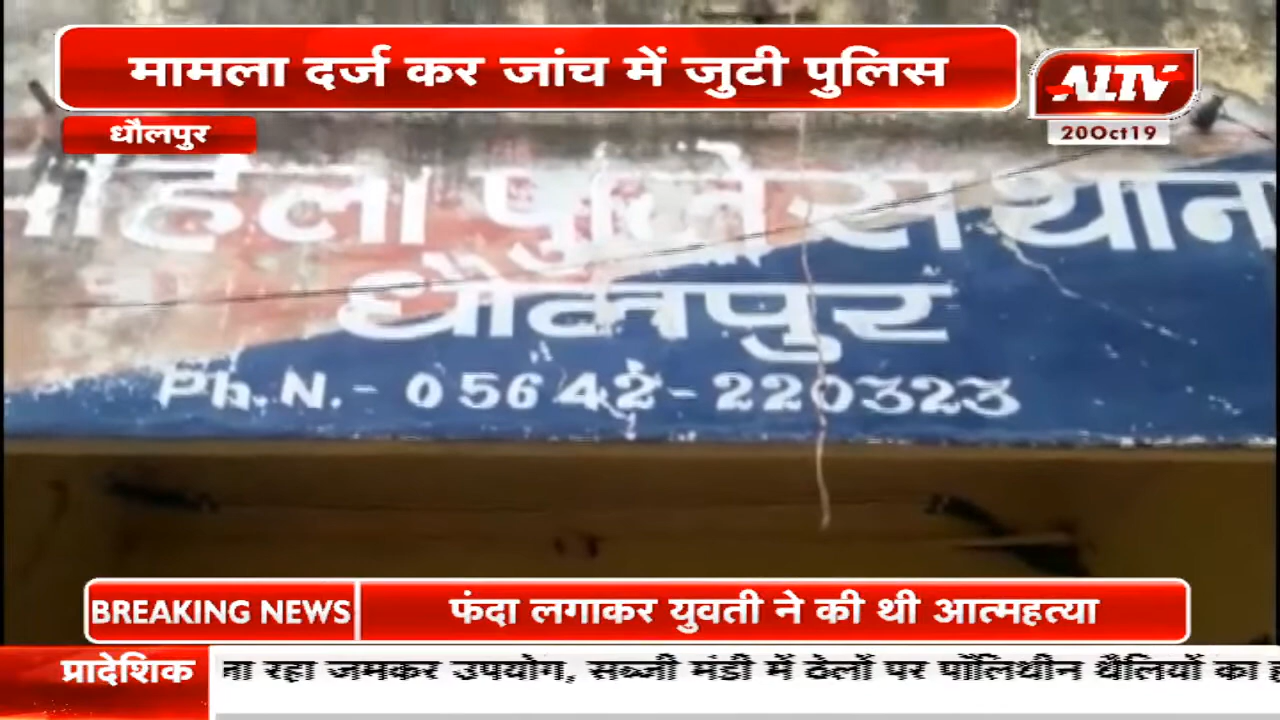 मामला दर्ज कर जांच में जुटी पुलिस
ALTV
20Oct19
धौलपुर
महिला पुलिस थाना
धौलपुर
Ph. N. - 05642-220323
BREAKING NEWS
फंदा लगाकर युवती ने की थी आत्महत्या
प्रादेशिक
रहा जमकर उपयोग, सब्जी मंडी में ठेलों पर पॉलिथीन थैलियों का